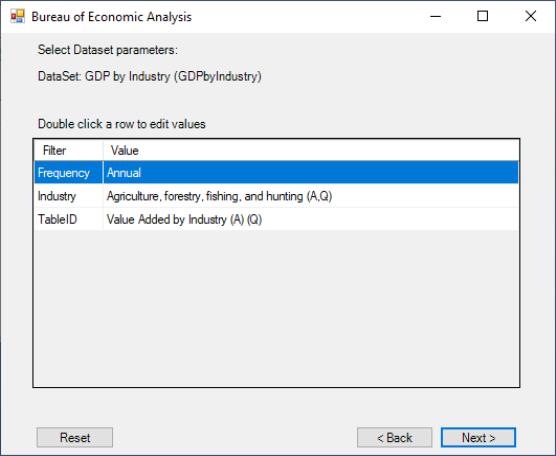 Bureau of Economic Analysis
Select Dataset parameters:
DataSet: GDP by Industry (GDPbyIndustry)
Double click a row to edit values
Filter Value
Frequency Annual
Industry Agriculture, forestry, fishing, and hunting (A,Q)
TableID Value Added by Industry (A) (Q)
Reset < Back Next >